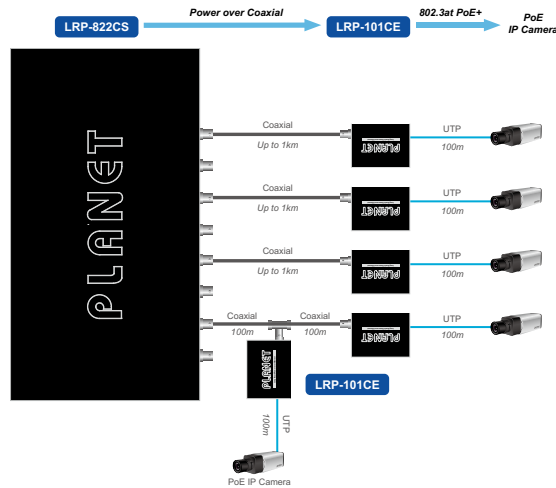 LRP-822CS
Power over Coaxial
LRP-101CE
802.3at PoE+
PoE
IP Camera
PLANET
Coaxial
Up to 1km
PLANET
UTP
100m
Coaxial
Up to 1km
PLANET
UTP
100m
Coaxial
Up to 1km
PLANET
UTP
100m
Coaxial
100m
Coaxial
100m
PLANET
UTP
100m
PLANET
LRP-101CE
UTP
100m
PoE IP Camera